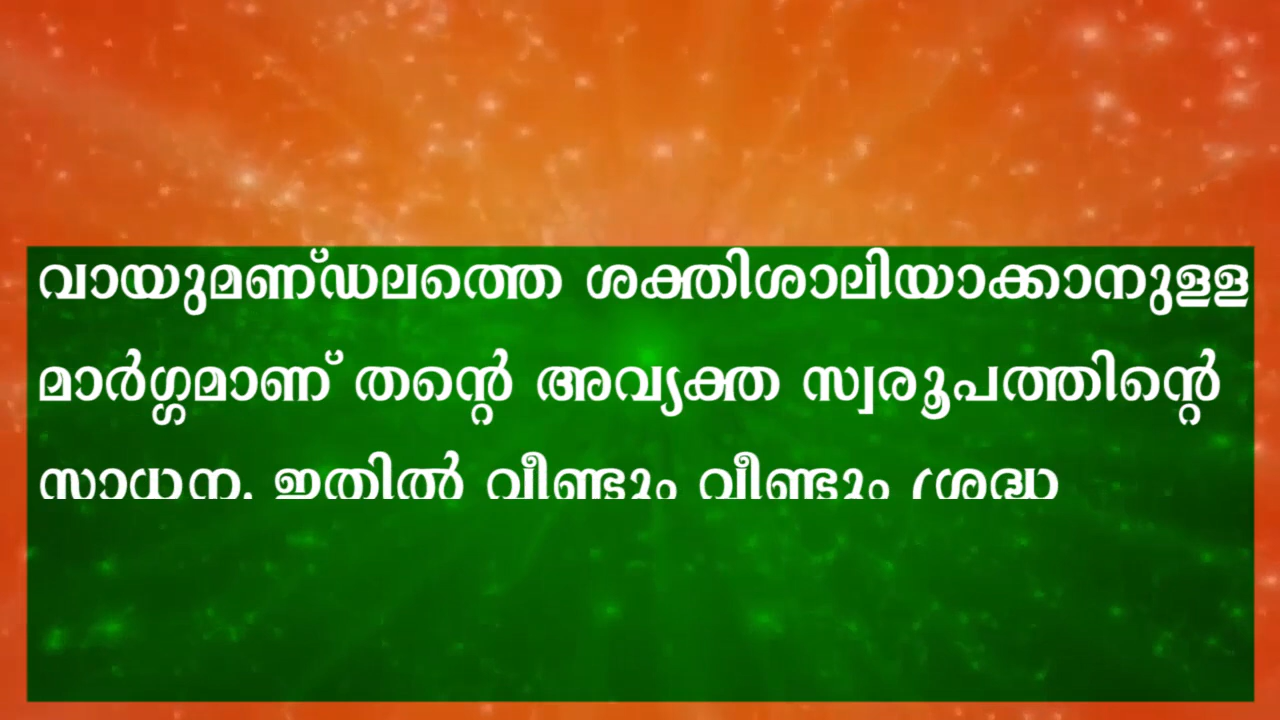 വായുമണ്ഡലത്തെ ശക്തിശാലിയാക്കാനുള്ള
മാർഗ്ഗമാണ് തന്റെ അവ്യക്ത സ്വരൂപത്തിന്റെ
സാധന. ഇതിൽ വീണ്ടും വീണ്ടും ശ്രദ്ധ